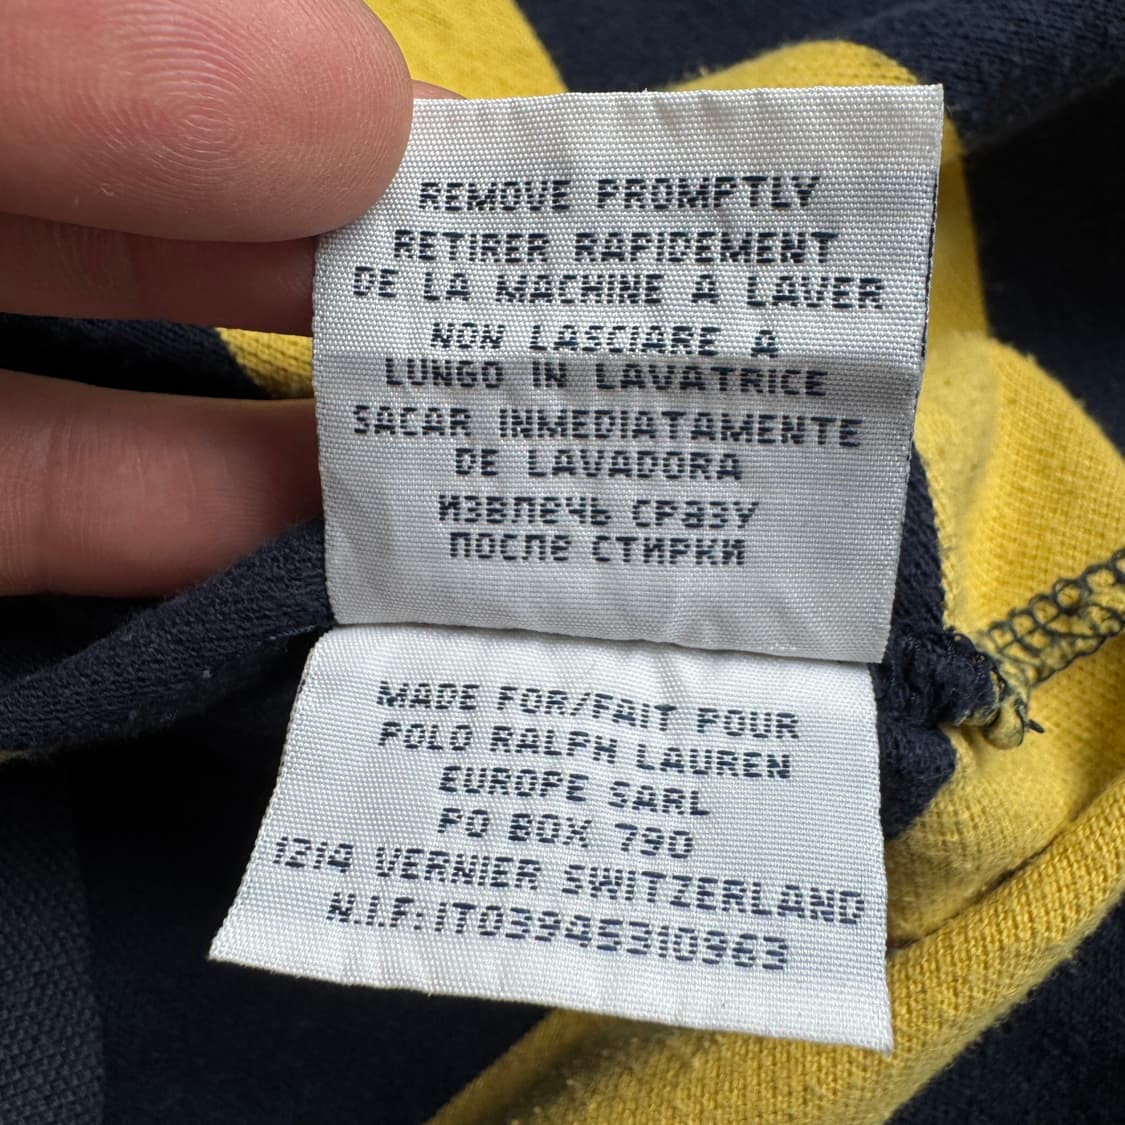 REMOVE PROMPTLY
RETIRER RAPIDEMENT
DE LA MACHINE A LAVER
NON LASCIARE A
LUNGO IN LAVATRICE
SACAR INMEDIATAMENTE
DE LAVADORA
ИЗВЛЕЧЬ СРАЗУ
ПОСЛЕ СТИРКИ
MADE FOR/FAIT POUR
POLO RALPH LAUREN
EUROPE SARL
PO BOX 790
1214 VERNIER SWITZERLAND
N.I.F:IT03945310963